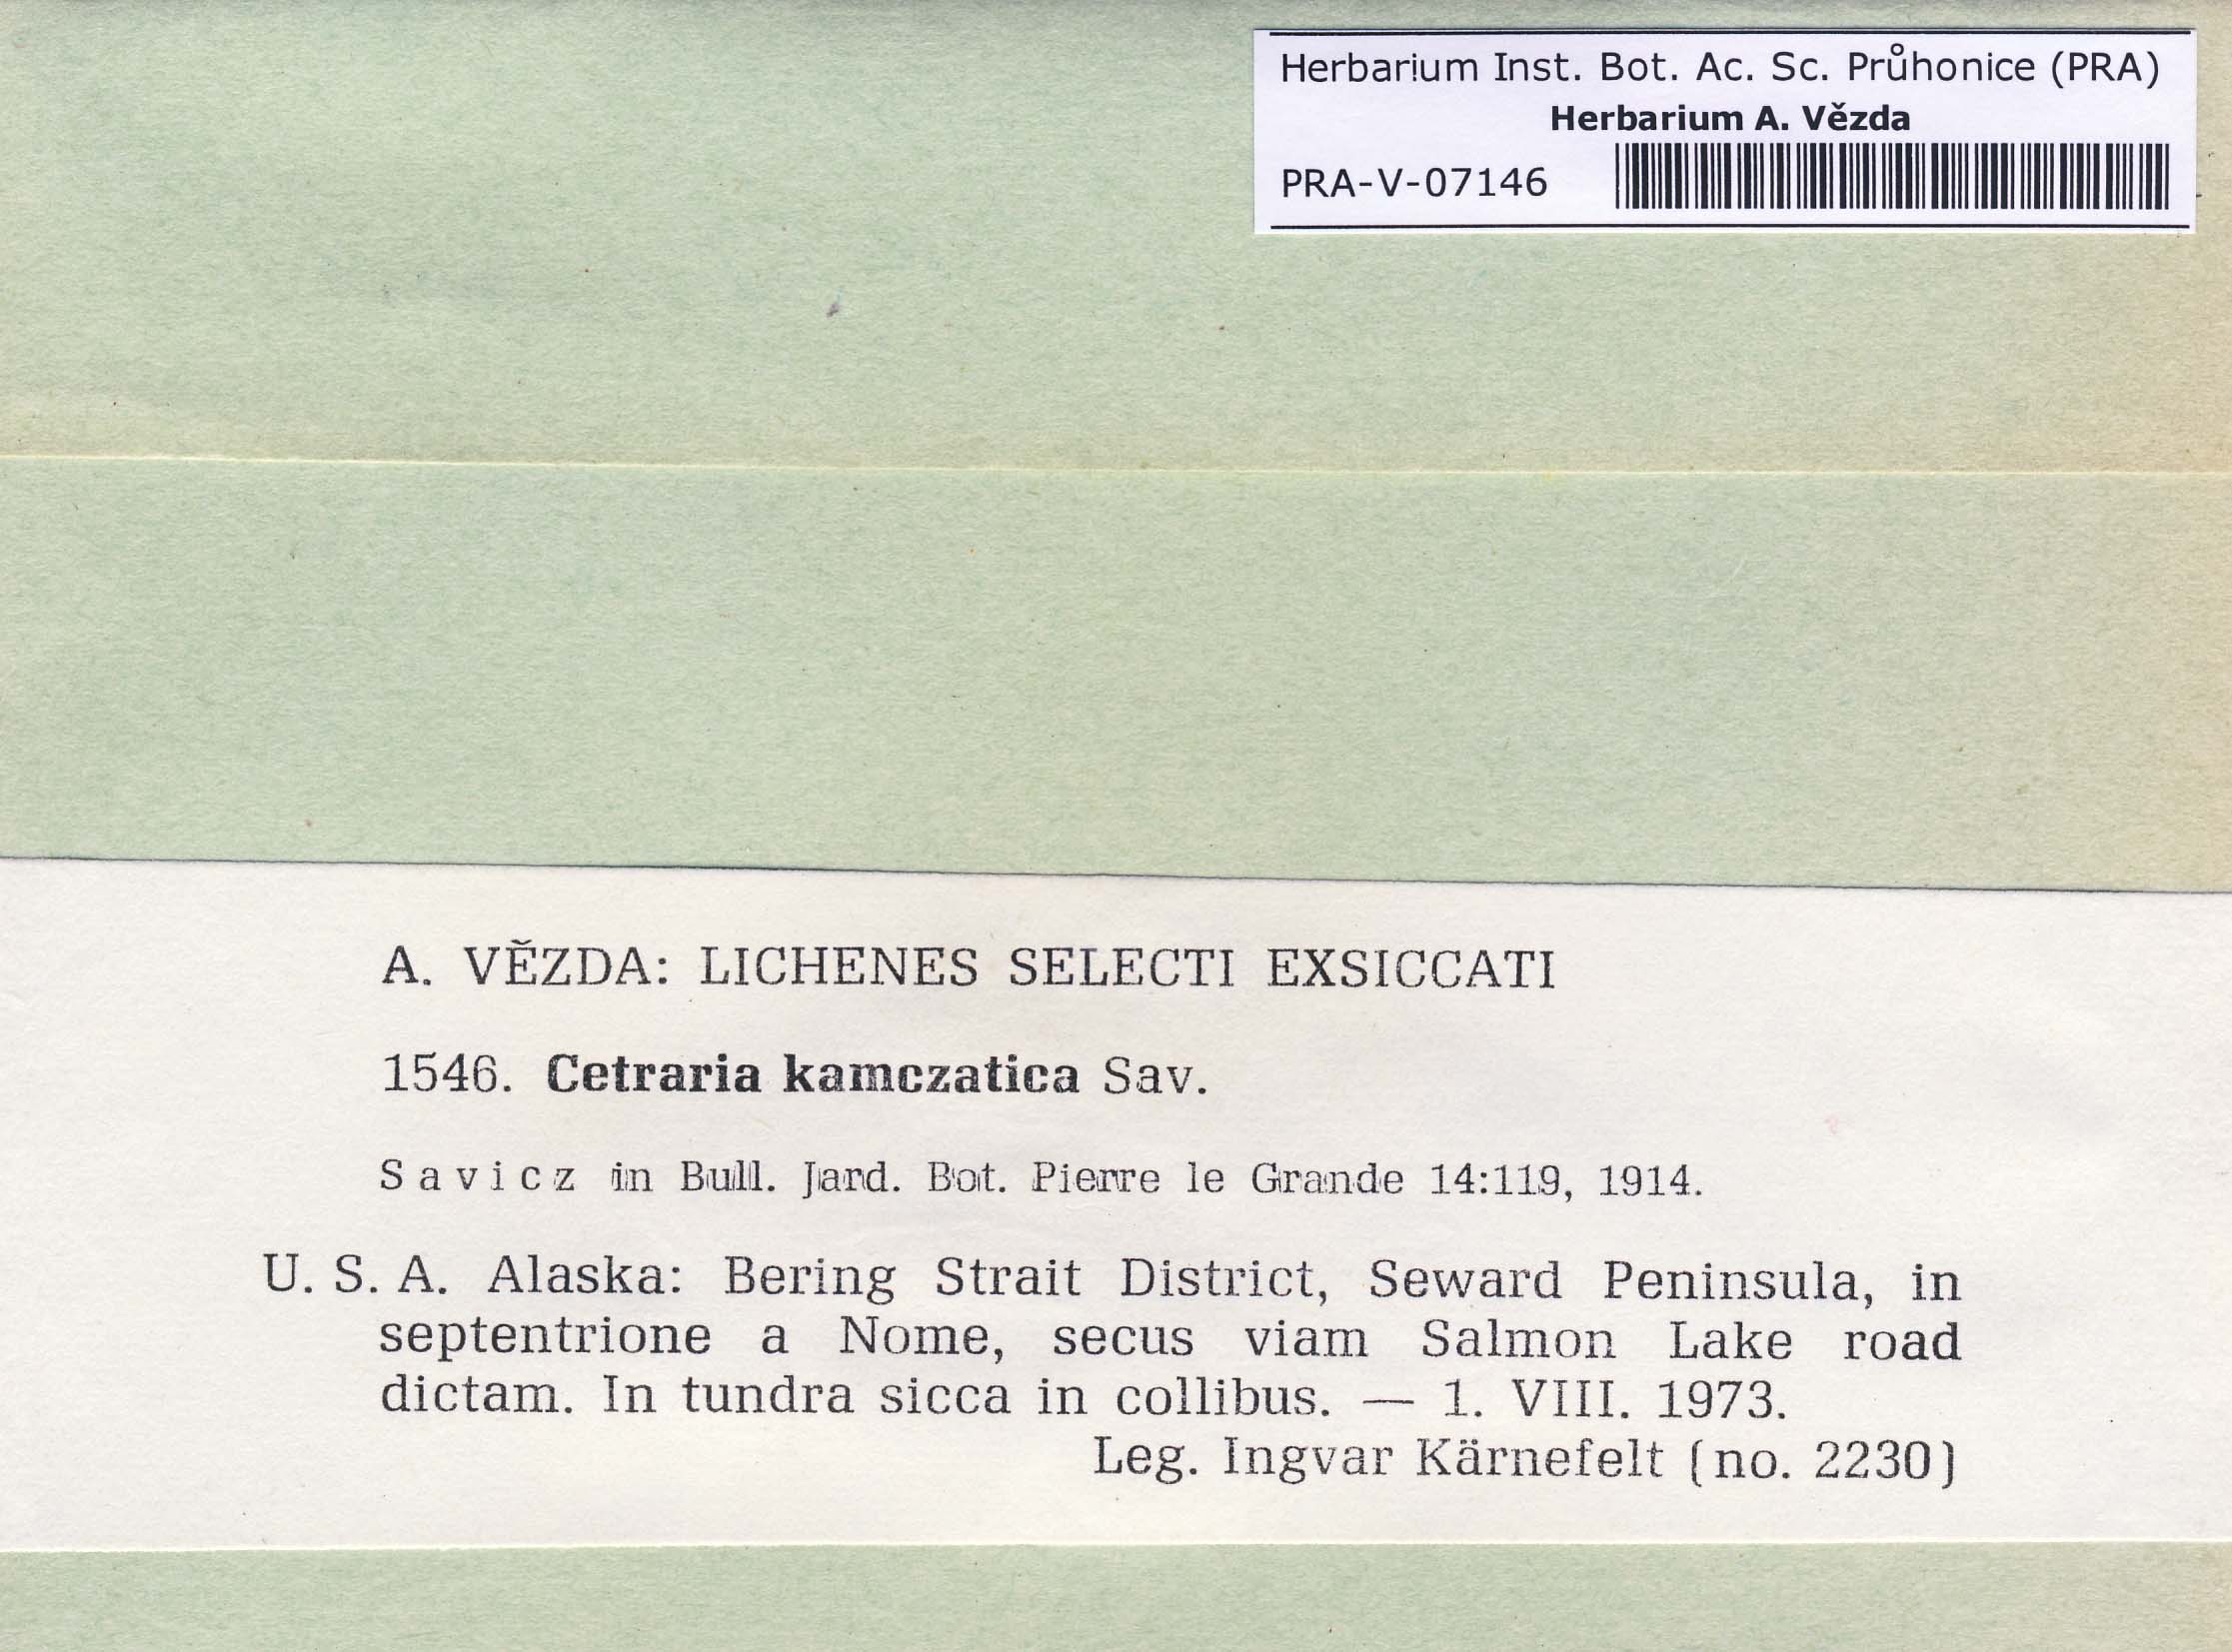 Herbarium Inst. Bot. Ac. Sc. Průhonice (PRA)
Herbarium A. Vězda
PRA-V-07146
A. VĚZDA: LICHENES SELECTI EXSICCATI
1546. Cetraria kamczatica Sav.
Savicz in Bull. Jard. Bot. Pierre le Grande 14:119, 1914.
U. S. A. Alaska: Bering Strait District, Seward Peninsula, in
septentrione a Nome, secus viam Salmon Lake road
dictam. In tundra sicca in collibus. — 1. VIII. 1973.
Leg. Ingvar Kärnefelt (no. 2230)